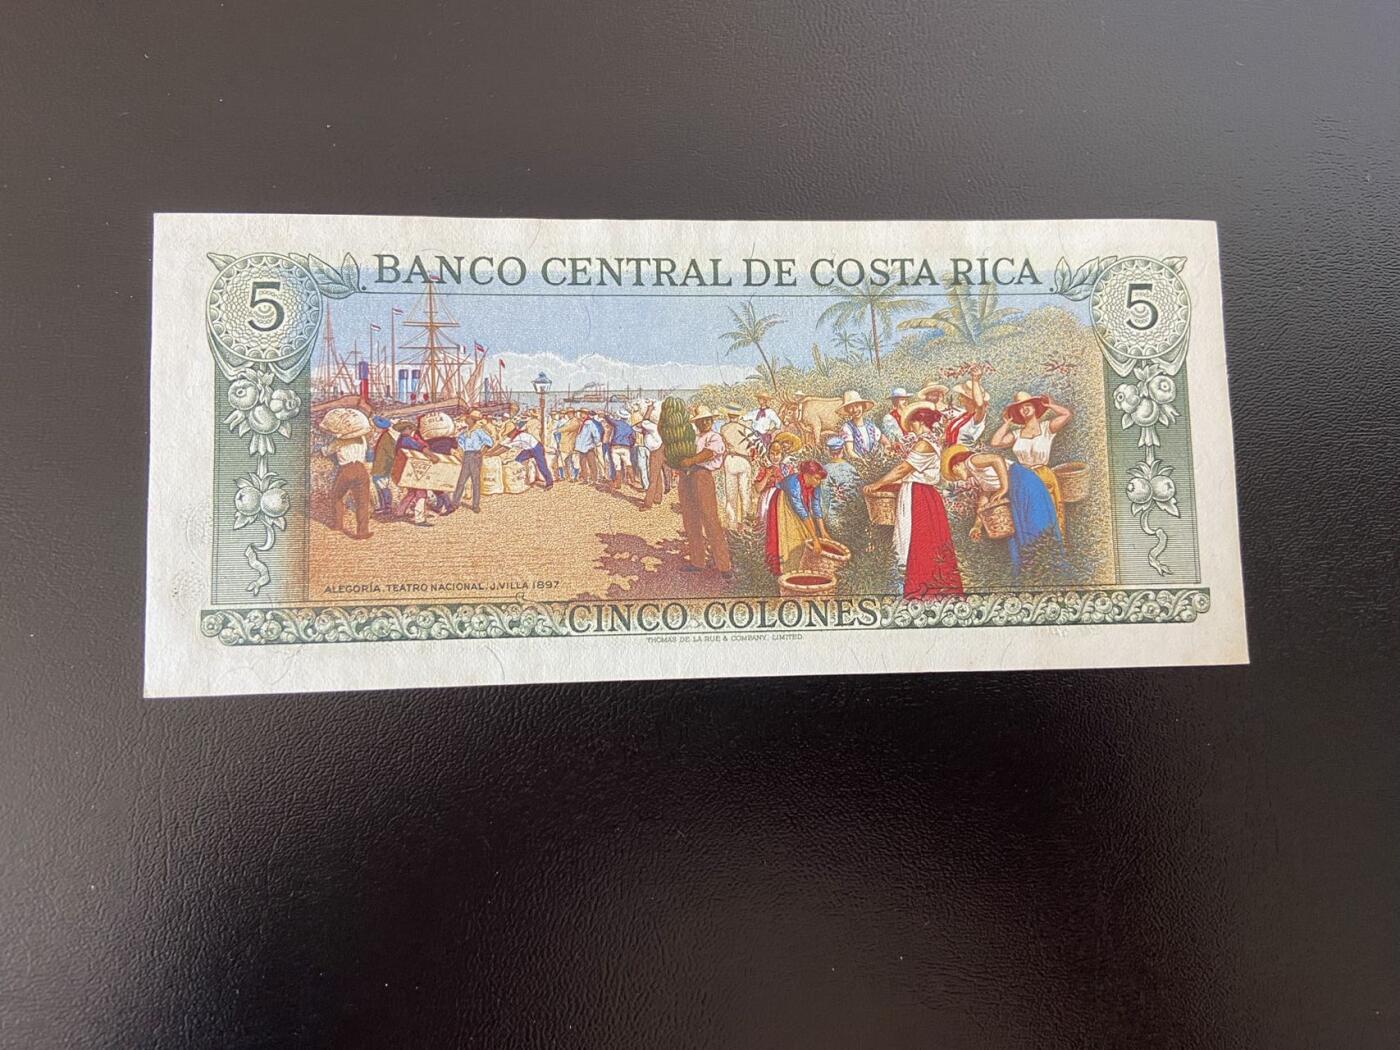 BANCO CENTRAL DE COSTA RICA
5
5
ALEGORÍA. TEATRO NACIONAL. J. VILLA 1897
CINCO COLONES
THOMAS DE LA RUE & COMPANY, LIMITED.